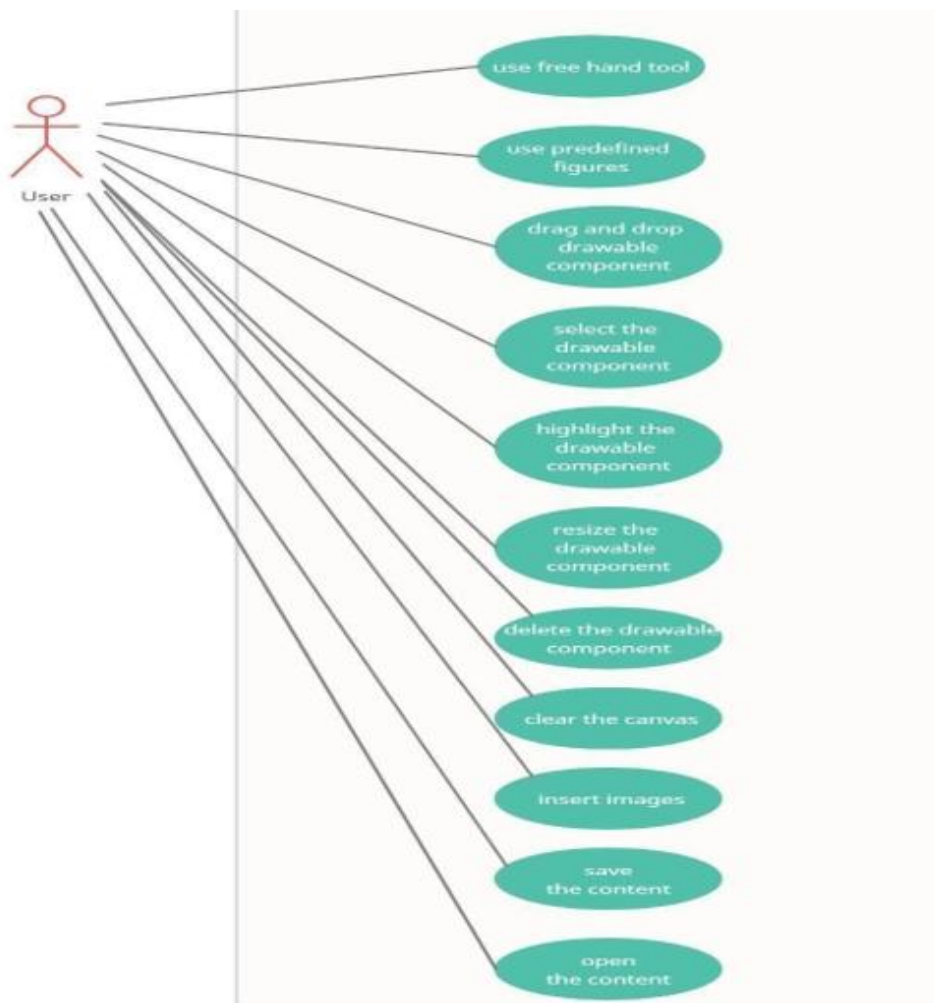 use free hand tool
use predefined
figures
User
drag and drop
drawable
component
select the
drawable
component
highlight the
drawable
component
resize the
drawable
component
delete the drawable
component
clear the canvas
insert images
save
the content
open
the content